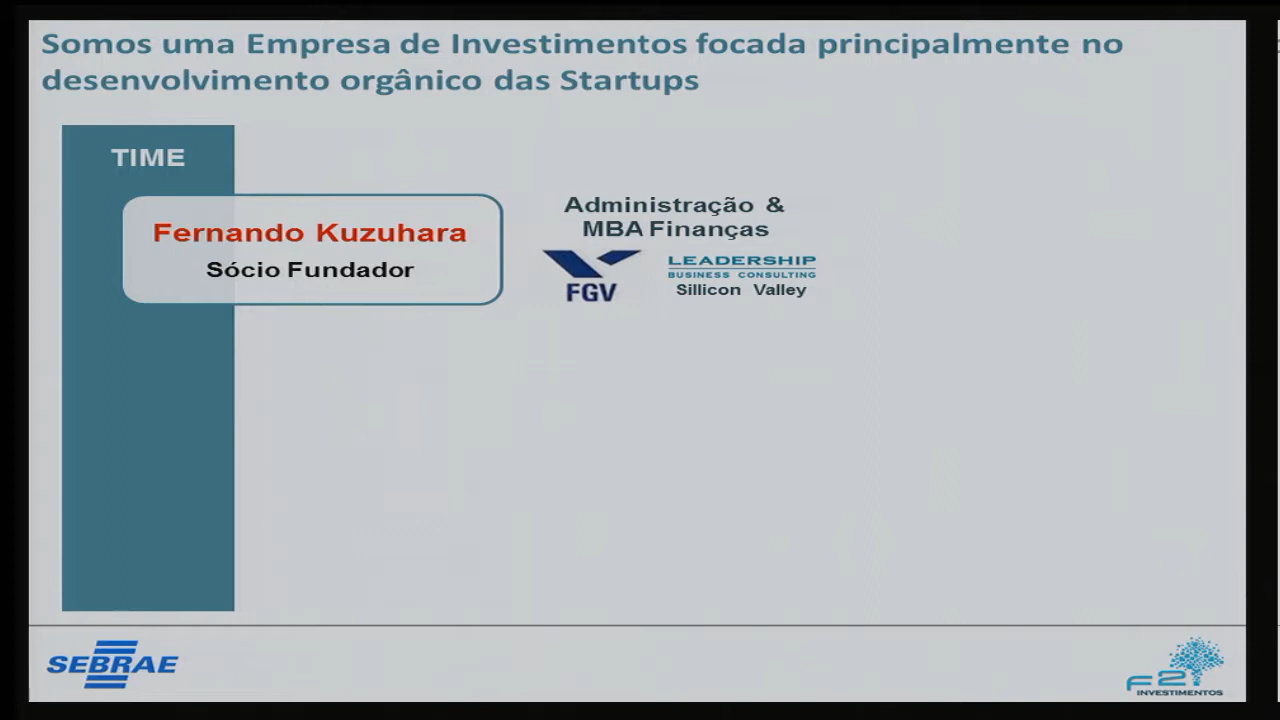 Somos uma Empresa de Investimentos focada principalmente no
desenvolvimento orgânico das Startups
TIME
Fernando Kuzuhara
Sócio Fundador
Administração &
MBA Finanças
FGV
LEADERSHIP
BUSINESS CONSULTING
Sillicon Valley
SEBRAE
F2i
INVESTIMENTOS